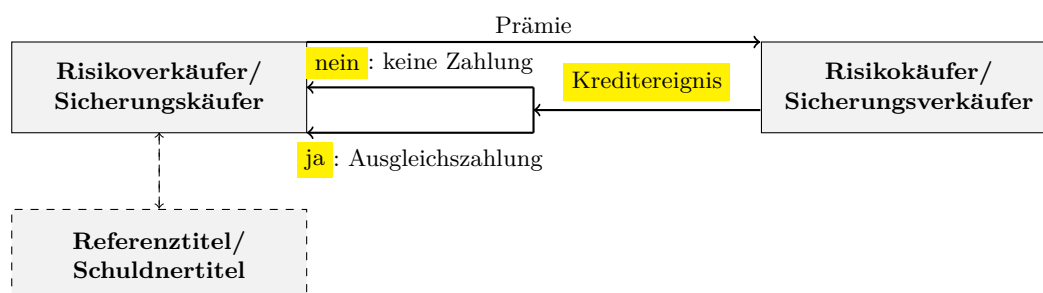 Prämie
Risikoverkäufer/
Sicherungskäufer
nein : keine Zahlung
Kreditereignis
ja : Ausgleichszahlung
Risikokäufer/
Sicherungsverkäufer
Referenztitel/
Schuldnertitel